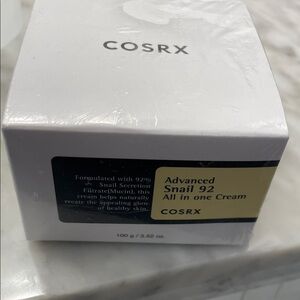 COSRX
Formulated with 92%
Snail Secretion
Filtrate(Mucin), this
cream helps naturally
create the appealing glow
of healthy skin.
Advanced
Snail 92
All in one Cream
COSRX
100 g / 3.52 oz.